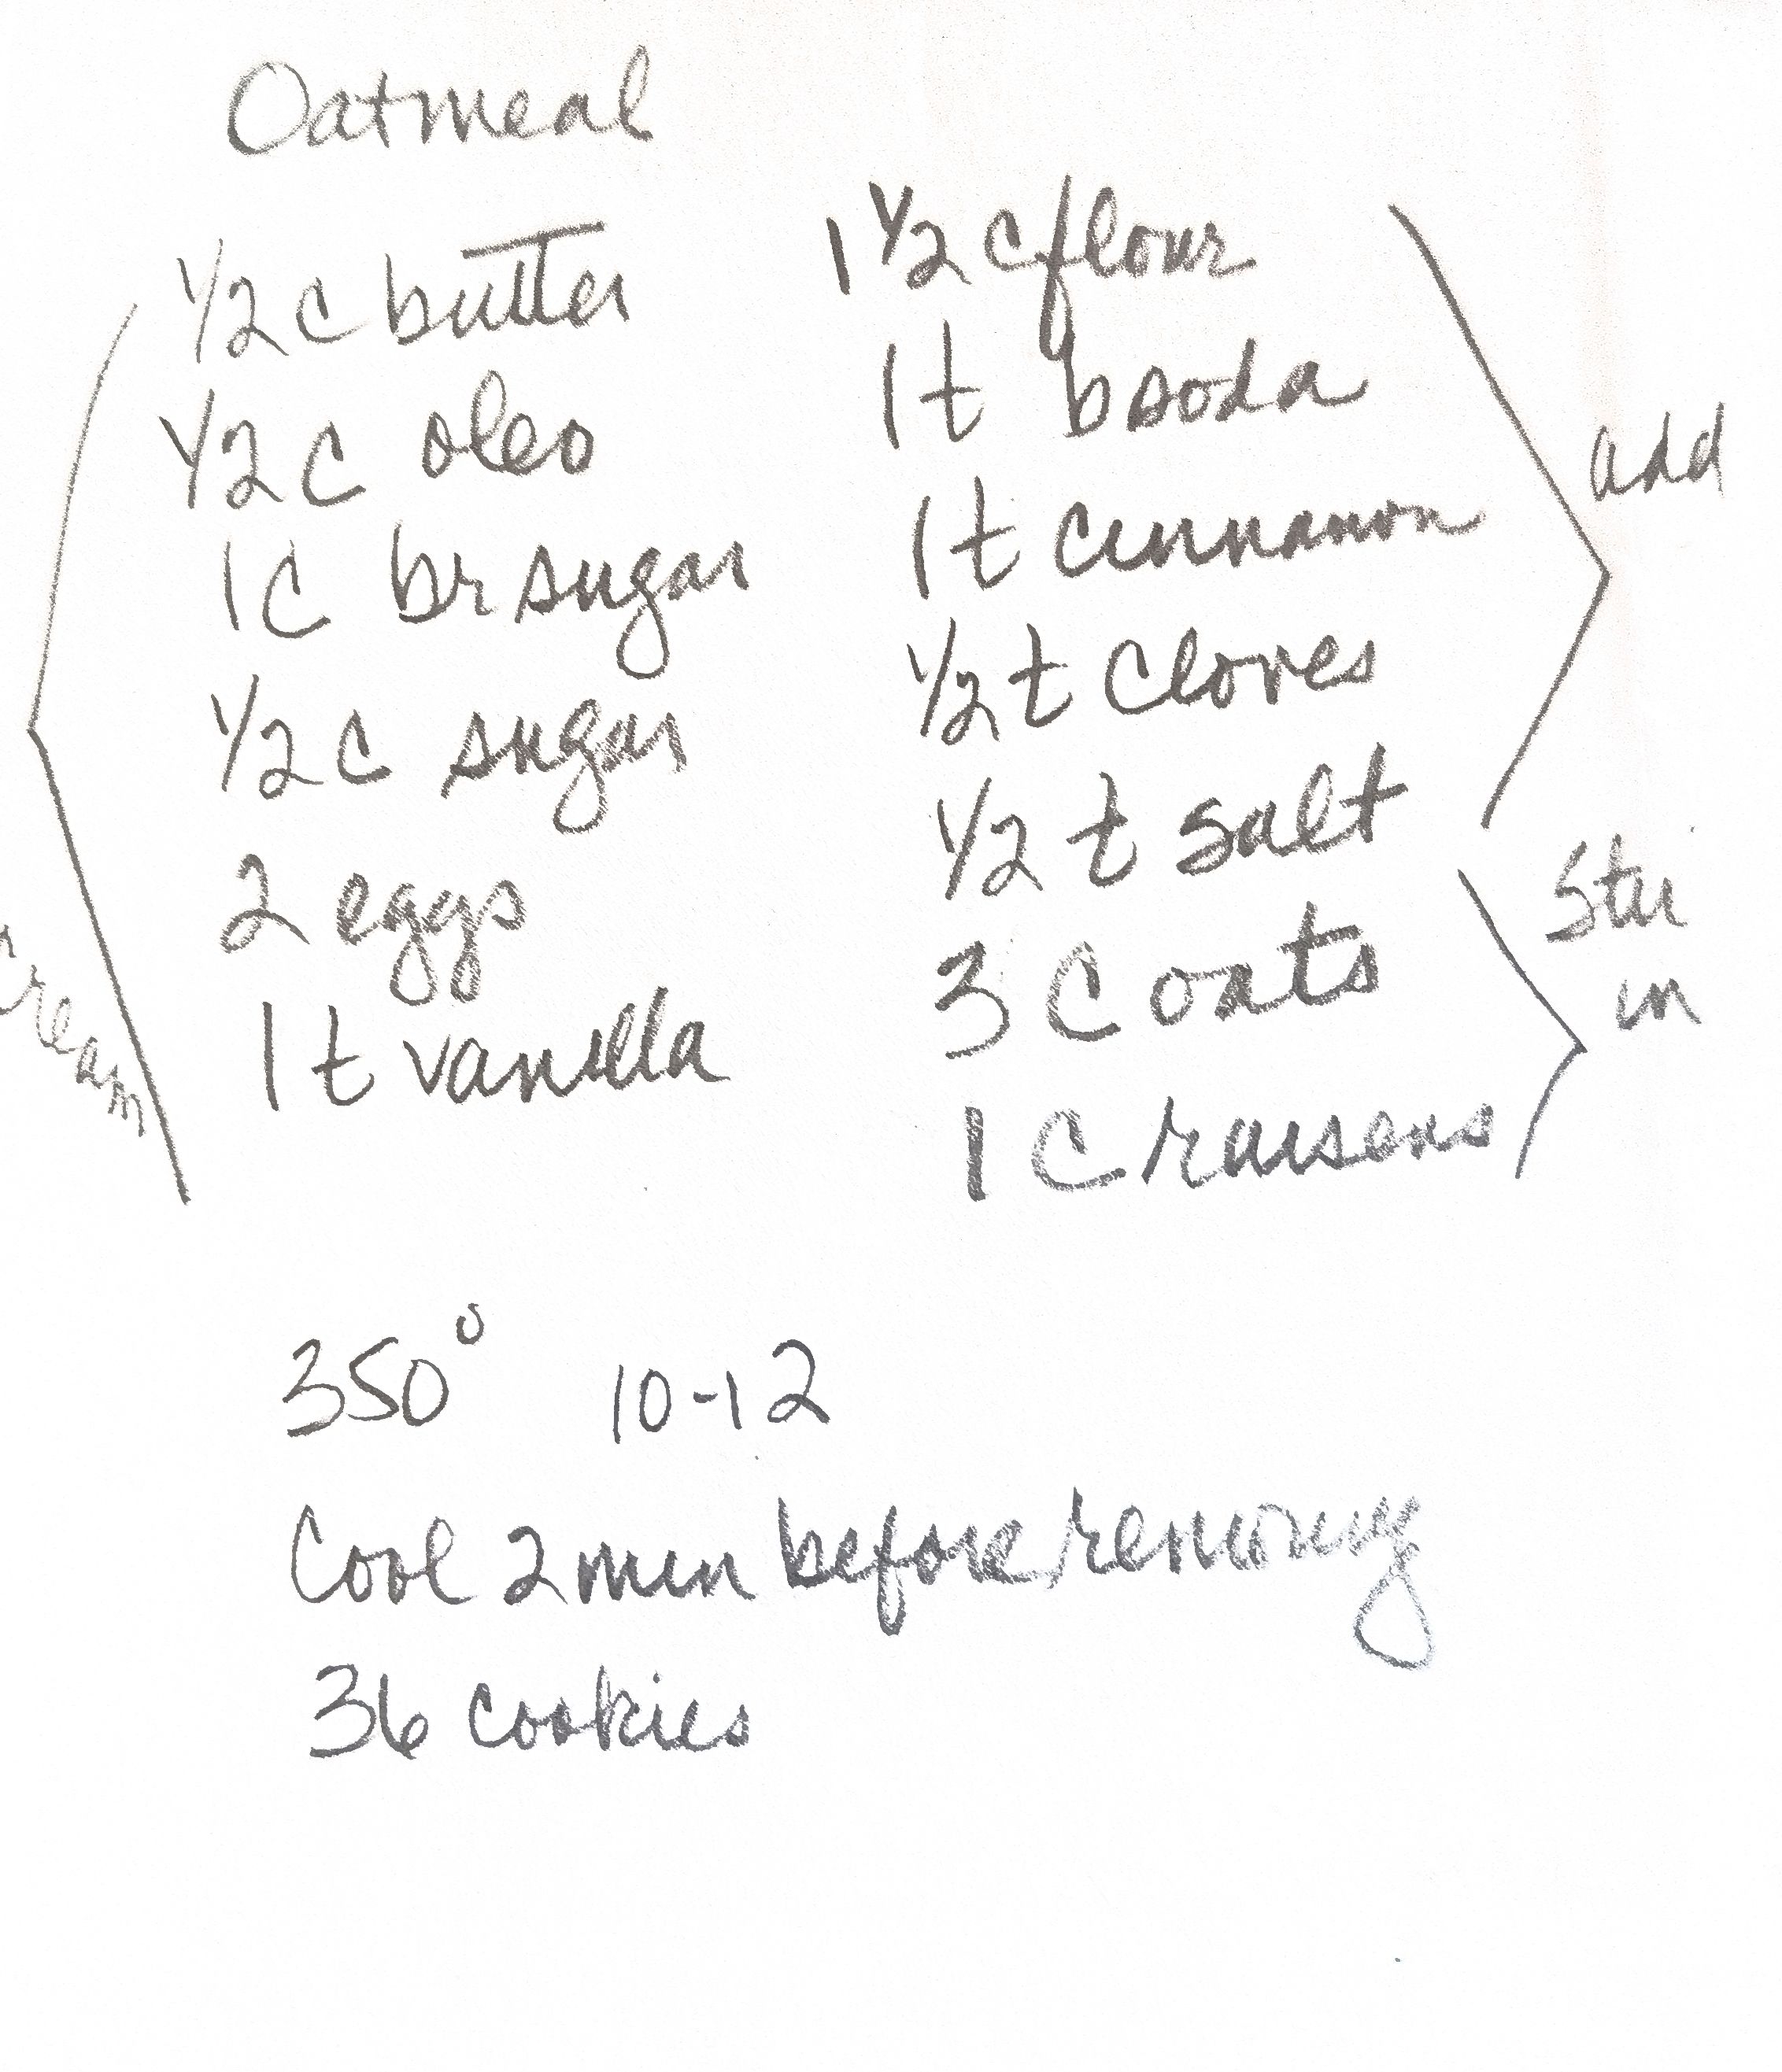 Oatmeal
1/2 c butter
1/2 c oleo
1 c br sugar
1/2 c sugar
2 eggs
1 t vanilla
cream
1 1/2 c flour
1 t b soda
1 t cinnamon
1/2 t cloves
1/2 t salt
add
3 c oats
1 c raisens
Stir
in
350° 10-12
Cool 2 min before removing
36 cookies